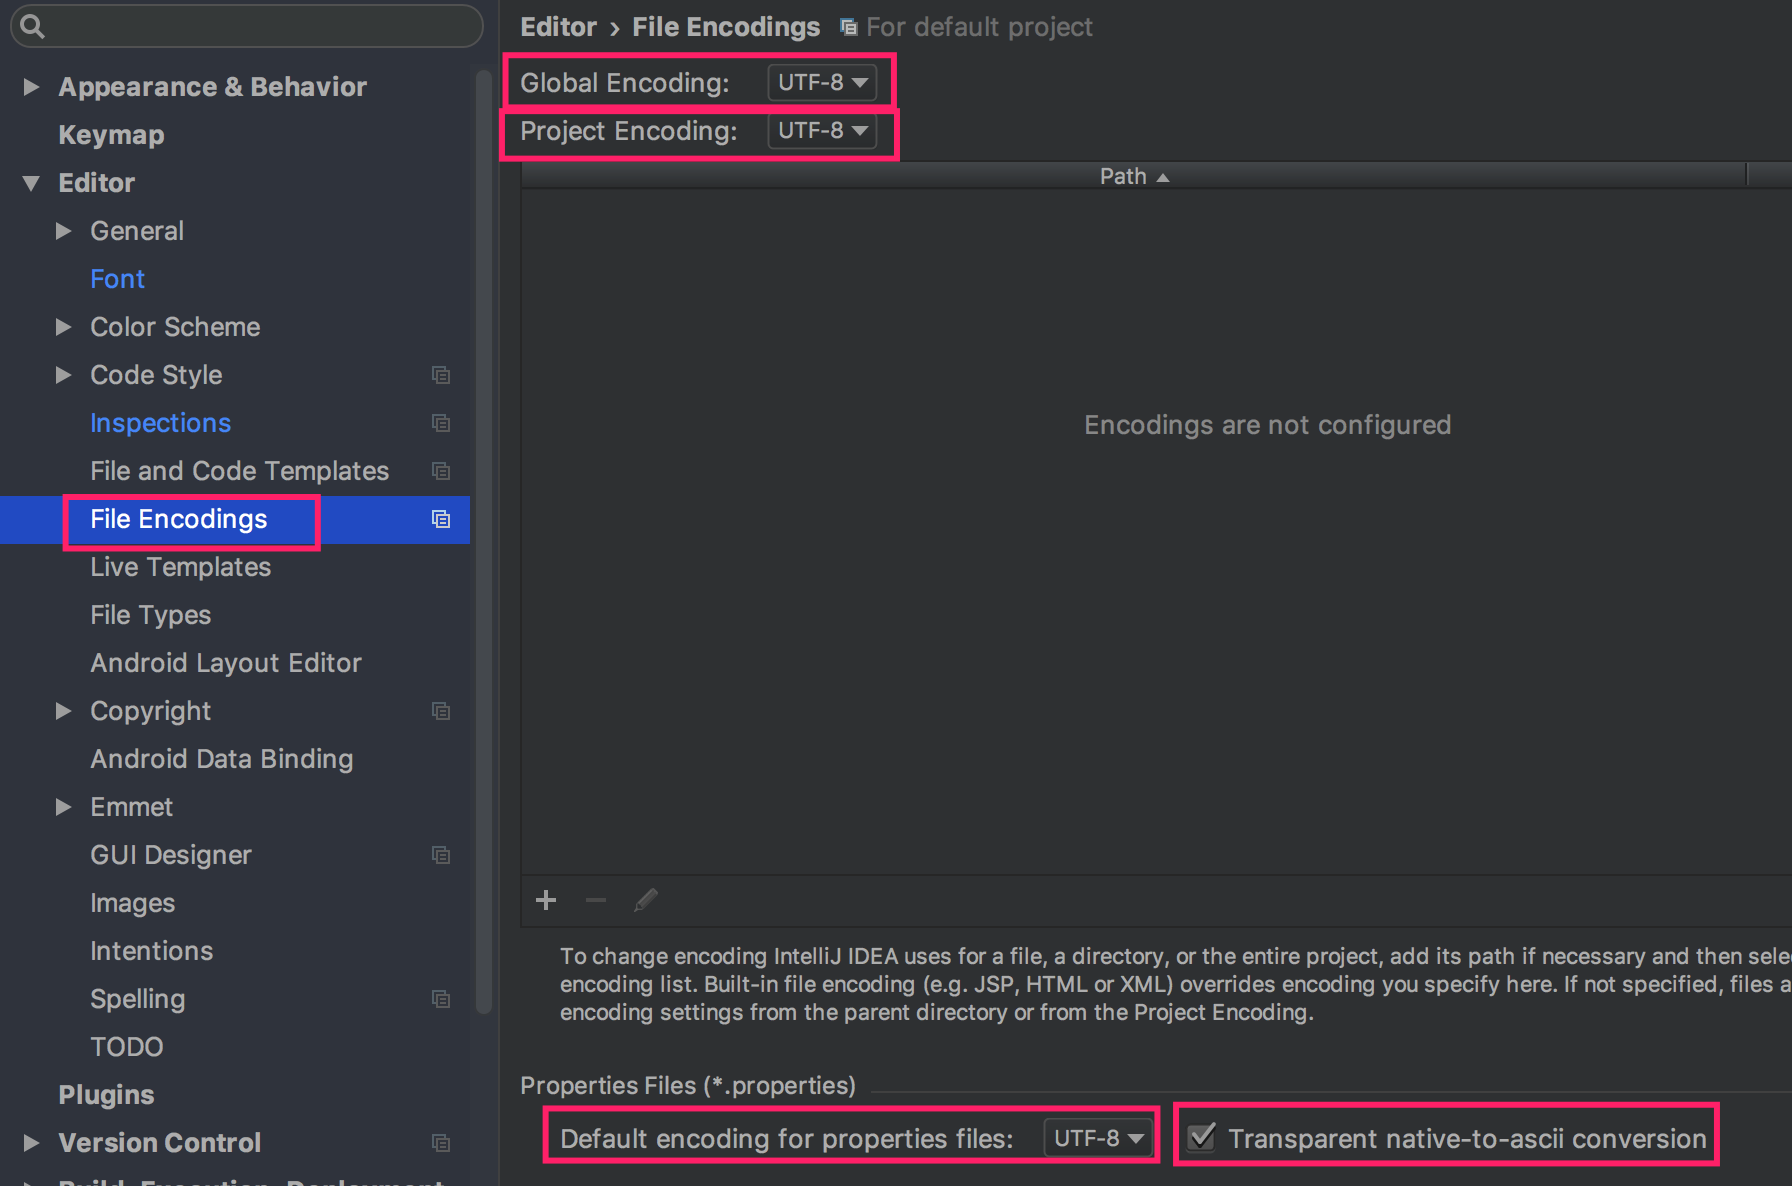 Appearance & Behavior
Keymap
Editor
General
Font
Color Scheme
Code Style
Inspections
File and Code Templates
File Encodings
Live Templates
File Types
Android Layout Editor
Copyright
Android Data Binding
Emmet
GUI Designer
Images
Intentions
Spelling
TODO
Plugins
Version Control
Build, Execution, Deployment
Editor › File Encodings For default project
Global Encoding: UTF-8
Project Encoding: UTF-8
Path
Encodings are not configured
To change encoding IntelliJ IDEA uses for a file, a directory, or the entire project, add its path if necessary and then sele
encoding list. Built-in file encoding (e.g. JSP, HTML or XML) overrides encoding you specify here. If not specified, files a
encoding settings from the parent directory or from the Project Encoding.
Properties Files (*.properties)
Default encoding for properties files: UTF-8 Transparent native-to-ascii conversion